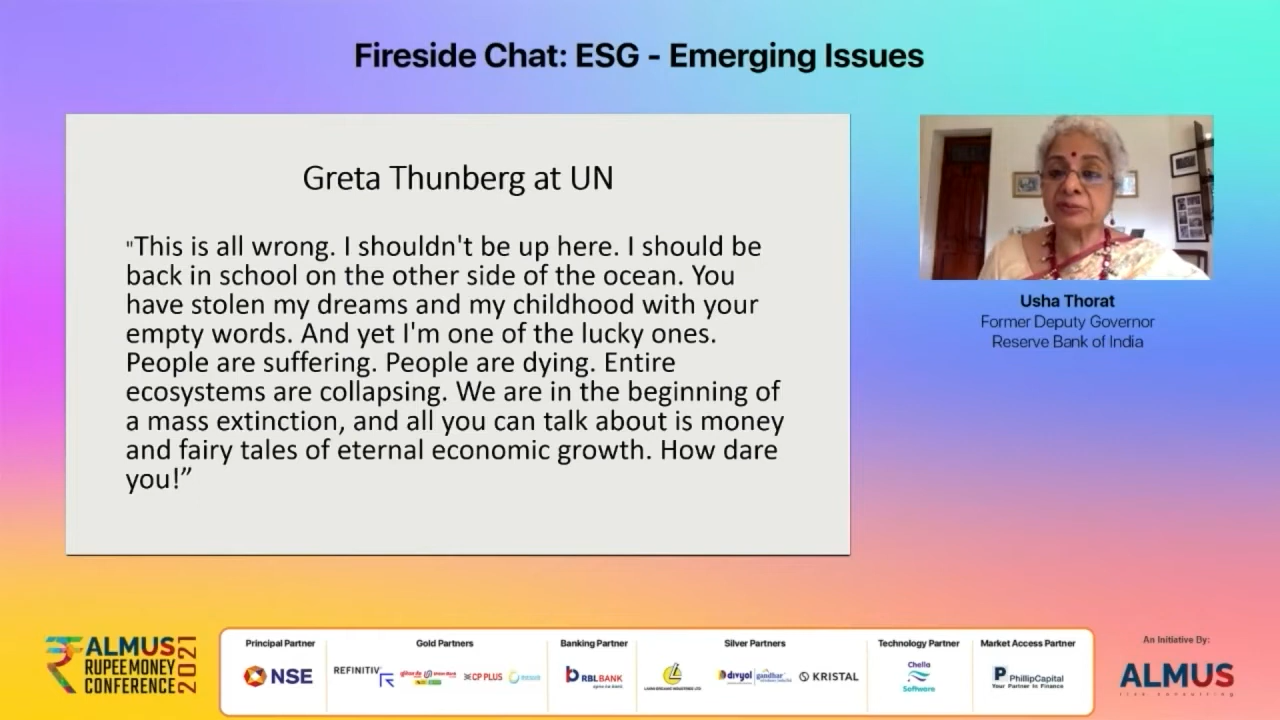 Fireside Chat: ESG - Emerging Issues
Greta Thunberg at UN
"This is all wrong. I shouldn't be up here. I should be
back in school on the other side of the ocean. You
have stolen my dreams and my childhood with your
empty words. And yet I'm one of the lucky ones.
People are suffering. People are dying. Entire
ecosystems are collapsing. We are in the beginning of
a mass extinction, and all you can talk about is money
and fairy tales of eternal economic growth. How dare
you!”
Usha Thorat
Former Deputy Governor
Reserve Bank of India
ALMUS
RUPEE MONEY
CONFERENCE
2021
Principal Partner
NSE
Gold Partners
REFINITIV
CP PLUS
Banking Partner
RBLBANK
Silver Partners
divyol
gandhar
KRISTAL
Technology Partner
Chella
Software
Market Access Partner
PhillipCapital
Your Partner In Finance
An Initiative By:
ALMUS